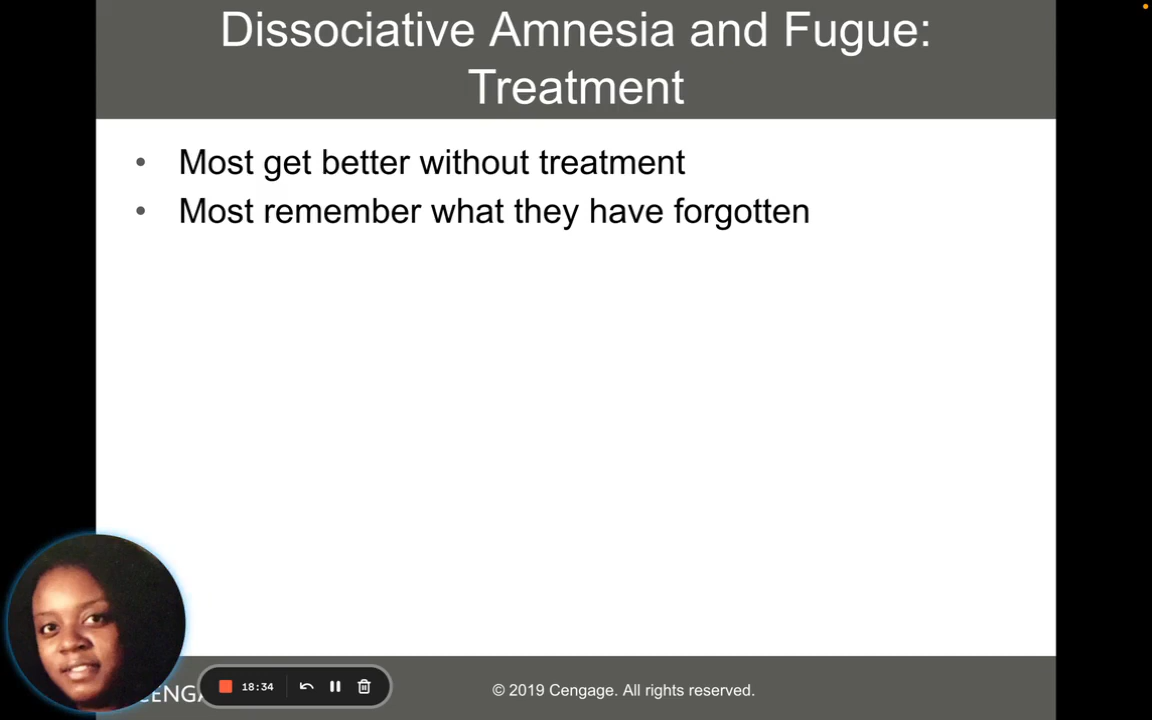 Dissociative Amnesia and Fugue:
Treatment
• Most get better without treatment
• Most remember what they have forgotten
CENGA
18:34
© 2019 Cengage. All rights reserved.